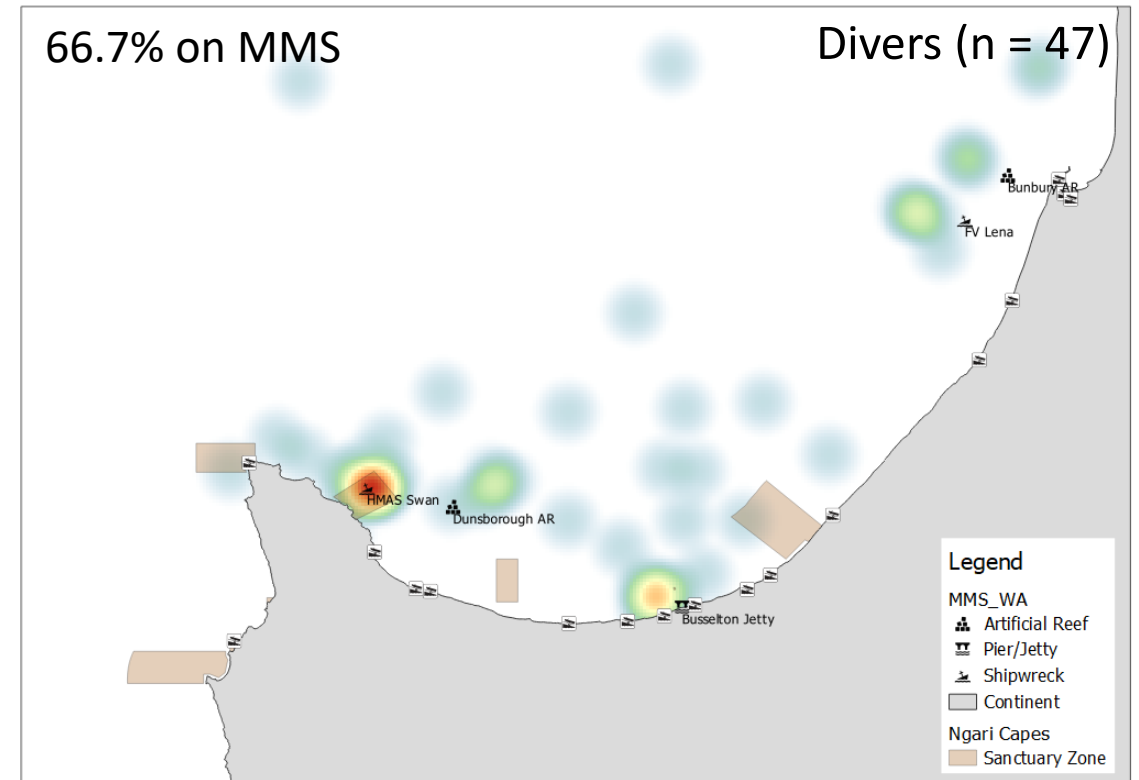 66.7% on MMS
Divers (n = 47)
Bunbury AR
FV Lena
HMAS Swan
Dunsborough AR
Busselton Jetty
Legend
MMS_WA
Artificial Reef
Pier/Jetty
Shipwreck
Continent
Ngari Capes
Sanctuary Zone